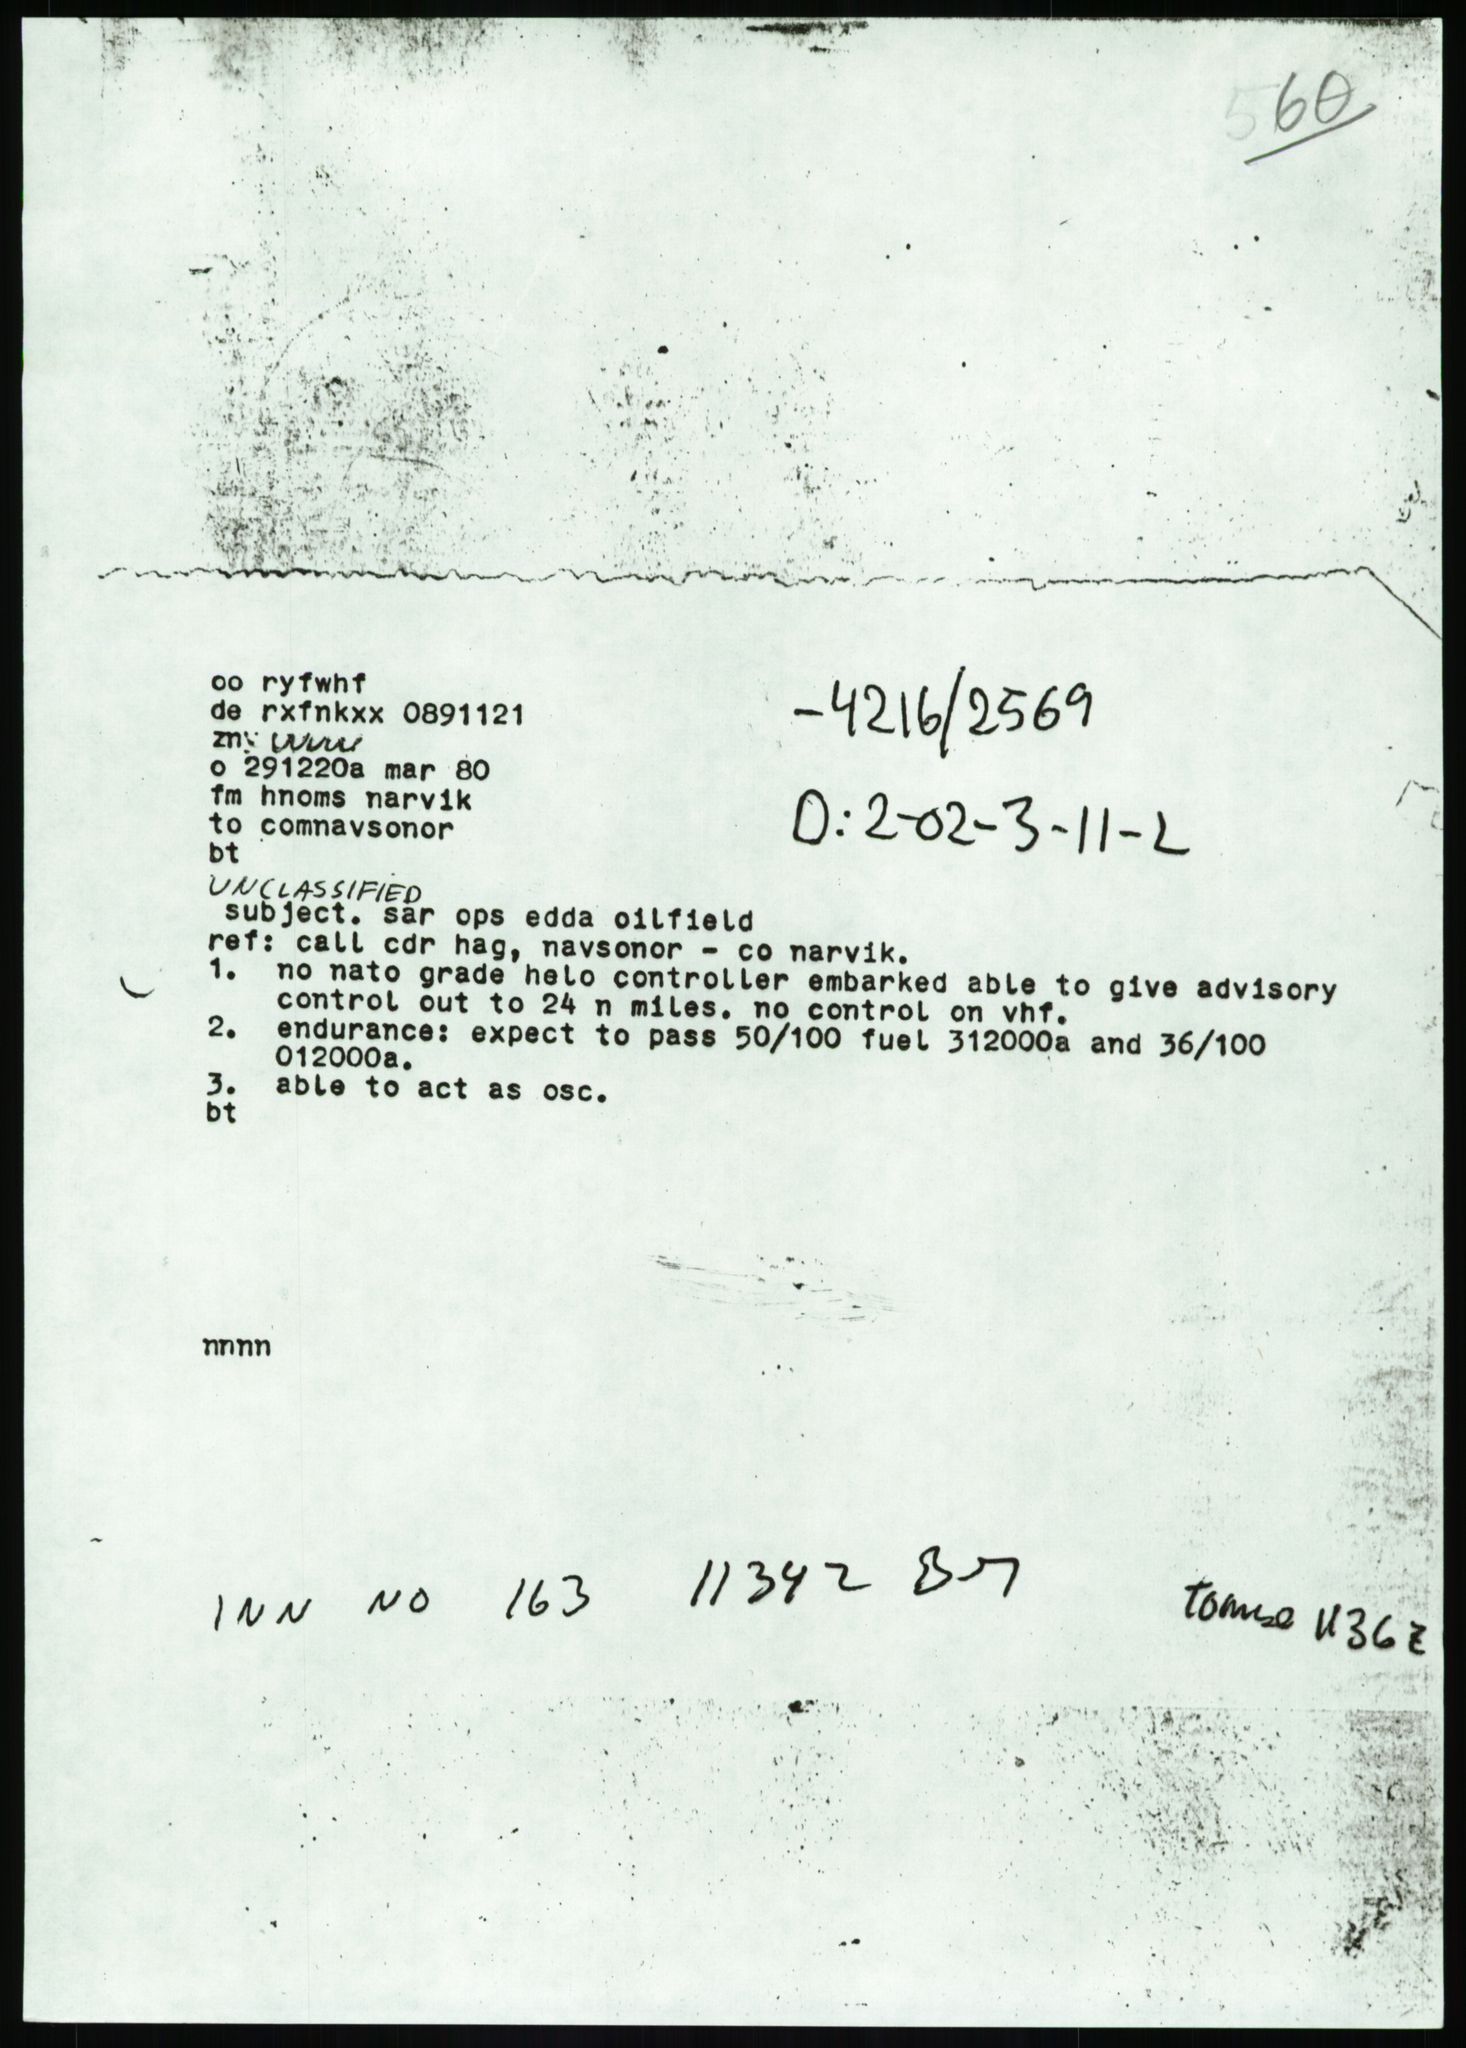 60
oo ryfwhf
de rxfnkxx 0891121
zny
o 291220a mar 80
fm hnoms narvik
to comnavsonor
bt
-4216/2569
D: 2-02-3-11-L
UNCLASSIFIED
subject. sar ops edda oilfield
ref: call cdr hag, navsonor - co narvik.
1. no nato grade helo controller embarked able to give advisory
control out to 24 n miles. no control on vhf.
2. endurance: expect to pass 50/100 fuel 312000a and 36/100
012000a.
3. able to act as osc.
bt
nnnn
INN NO 163 1134Z
1136Z